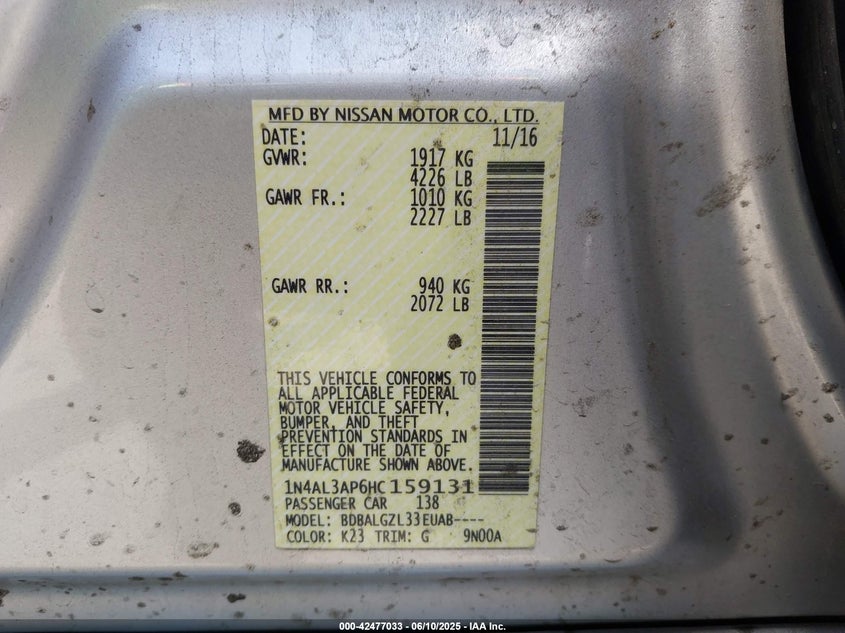 MFD BY NISSAN MOTOR CO., LTD.
DATE: 11/16
GVWR: 1917 KG
4226 LB
GAWR FR.: 1010 KG
2227 LB
GAWR RR.: 940 KG
2072 LB
THIS VEHICLE CONFORMS TO
ALL APPLICABLE FEDERAL
MOTOR VEHICLE SAFETY,
BUMPER, AND THEFT
PREVENTION STANDARDS IN
EFFECT ON THE DATE OF
MANUFACTURE SHOWN ABOVE.
1N4AL3AP6HC159131
PASSENGER CAR 138
MODEL: BDBALGZL33EUAB----
COLOR: K23 TRIM: G 9N00A
000-42477033 - 06/10/2025 - IAA Inc.